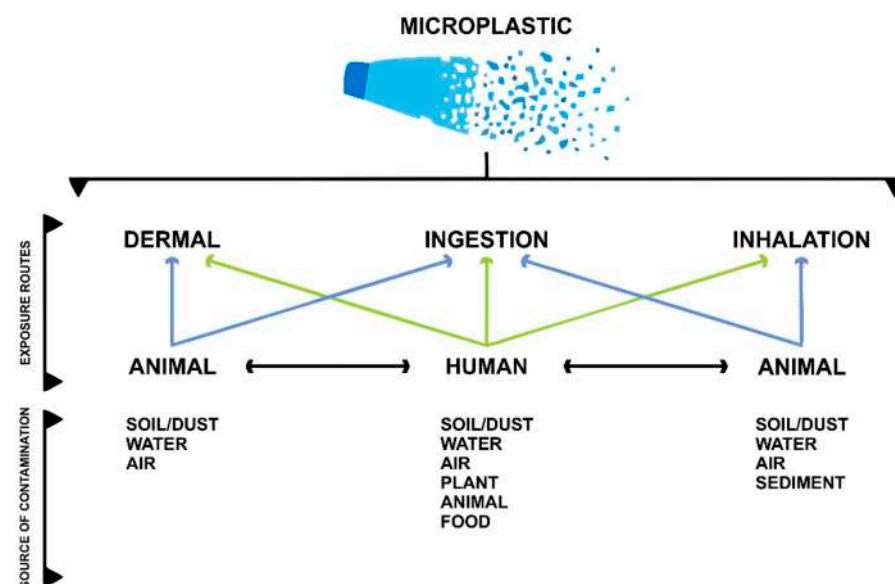 MICROPLASTIC
EXPOSURE ROUTES
DERMAL
INGESTION
INHALATION
ANIMAL
HUMAN
ANIMAL
SOURCE OF CONTAMINATION
SOIL/DUST
WATER
AIR
SOIL/DUST
WATER
AIR
PLANT
ANIMAL
FOOD
SOIL/DUST
WATER
AIR
SEDIMENT